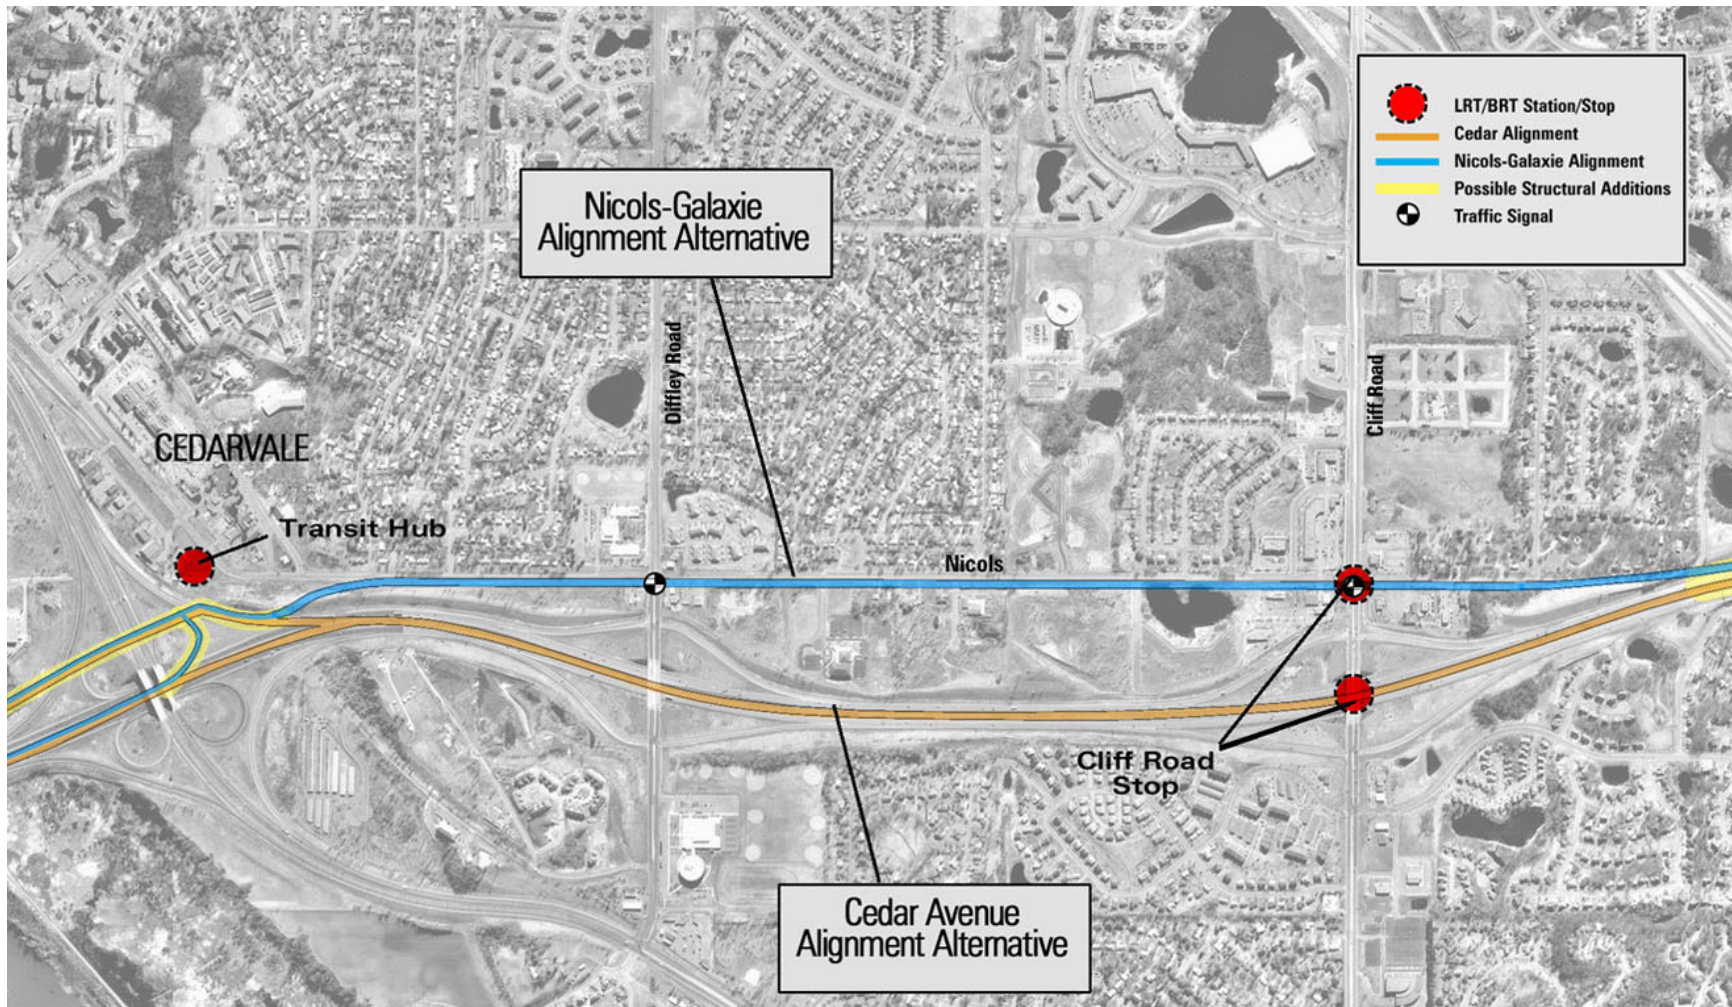 LRT/BRT Station/Stop
Cedar Alignment
Nicols-Galaxie Alignment
Possible Structural Additions
Traffic Signal
Nicols-Galaxie
Alignment Alternative
Diffley Road
Cliff Road
CEDARVALE
Transit Hub
Nicols
Cliff Road
Stop
Cedar Avenue
Alignment Alternative